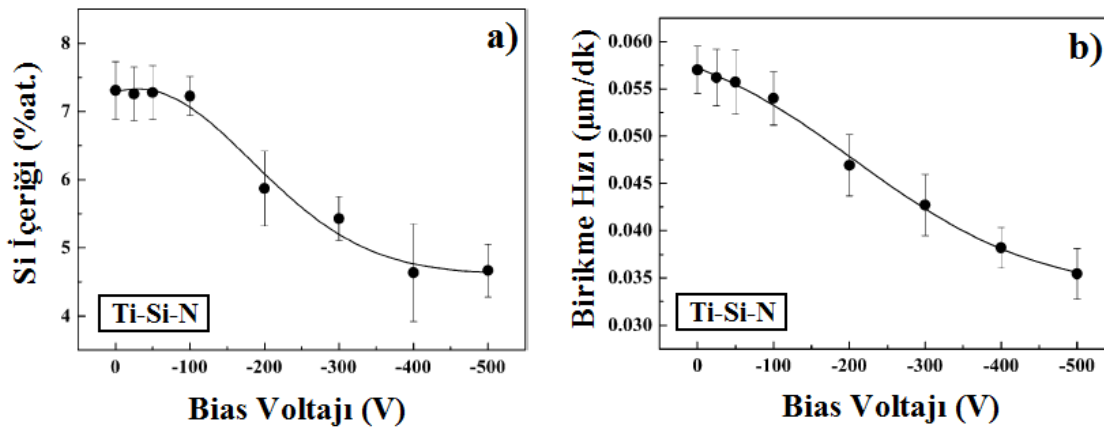 a)
Si İçeriği (%oat.)
8
7
6
5
4
Ti-Si-N
0 -100 -200 -300 -400 -500
Bias Voltajı (V)
b)
Birikme Hızı (µm/dk)
0.060
0.055
0.050
0.045
0.040
0.035
0.030
Ti-Si-N
0 -100 -200 -300 -400 -500
Bias Voltajı (V)